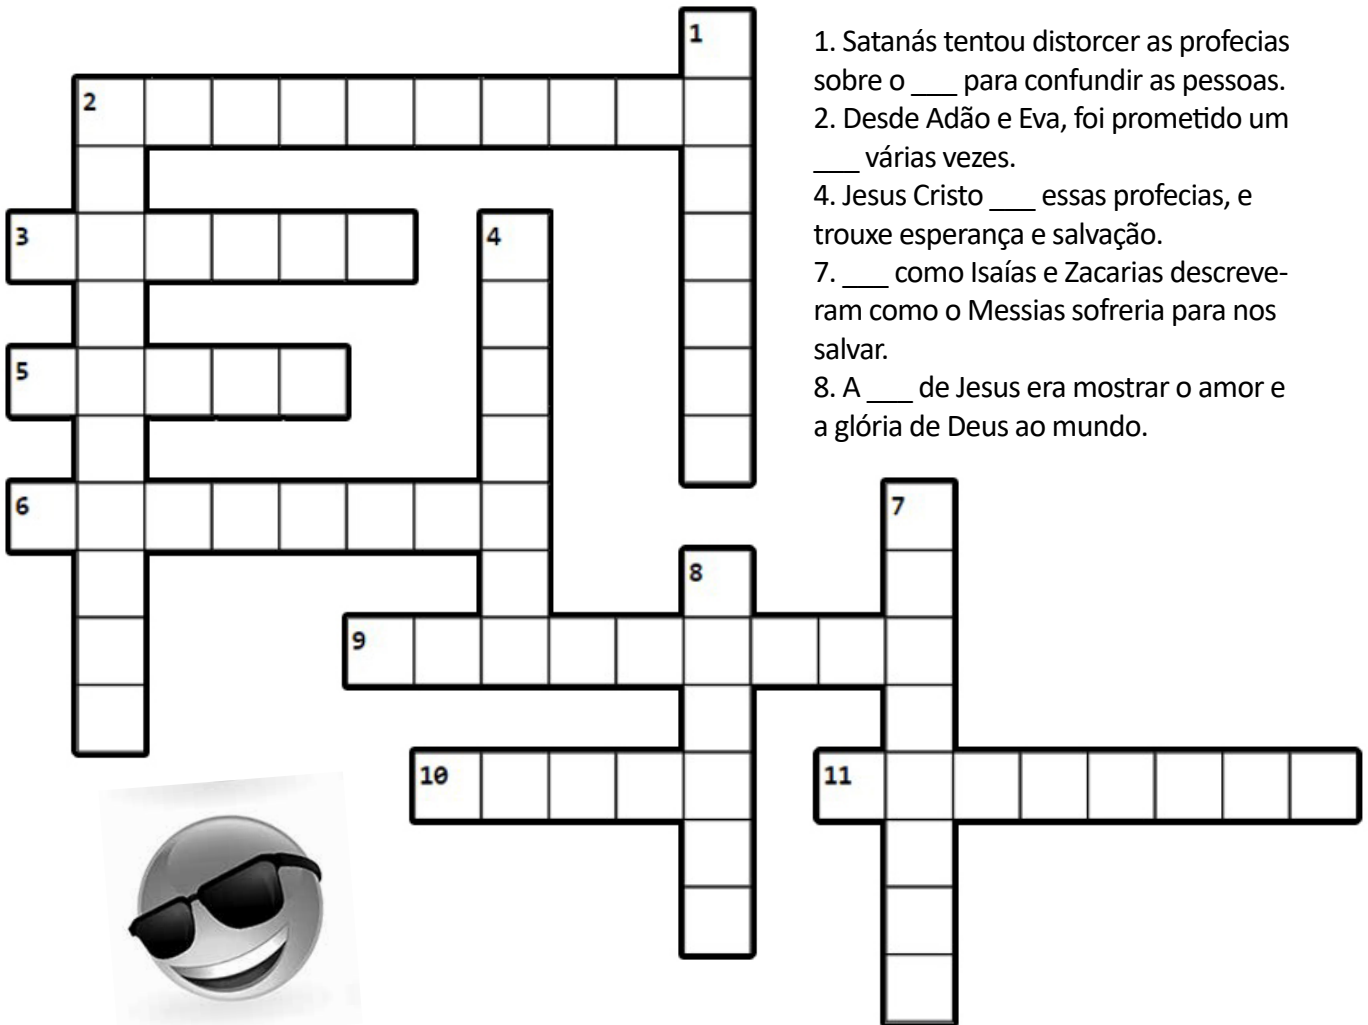 1
2
3
4
5
6
7
8
9
10
11
1. Satanás tentou distorcer as profecias
sobre o ___ para confundir as pessoas.
2. Desde Adão e Eva, foi prometido um
___ várias vezes.
4. Jesus Cristo ___ essas profecias, e
trouxe esperança e salvação.
7. ___ como Isaías e Zacarias descreve-
ram como o Messias sofreria para nos
salvar.
8. A ___ de Jesus era mostrar o amor e
a glória de Deus ao mundo.